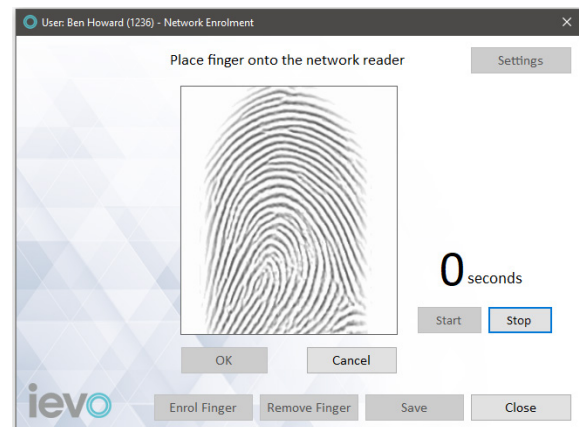 User: Ben Howard (1236) - Network Enrolment
Place finger onto the network reader
Settings
0 seconds
Start Stop
OK Cancel
ievo
Enrol Finger Remove Finger Save Close